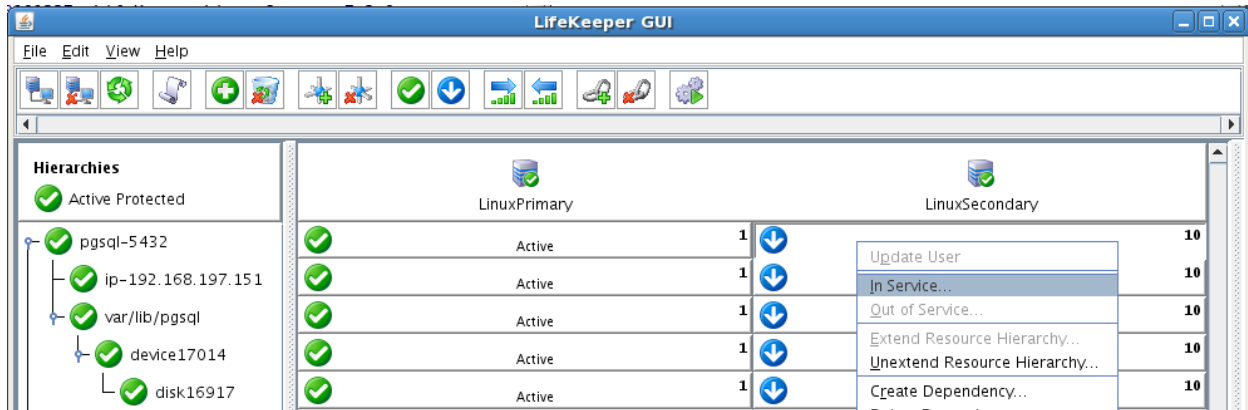 LifeKeeper GUI
File Edit View Help
Hierarchies
Active Protected
LinuxPrimary
LinuxSecondary
pgsql-5432
Active
1
10
ip-192.168.197.151
Active
1
10
var/lib/pgsql
Active
1
10
device17014
Active
1
10
disk16917
Active
1
10
Update User
In Service...
Out of Service...
Extend Resource Hierarchy...
Unextend Resource Hierarchy...
Create Dependency...